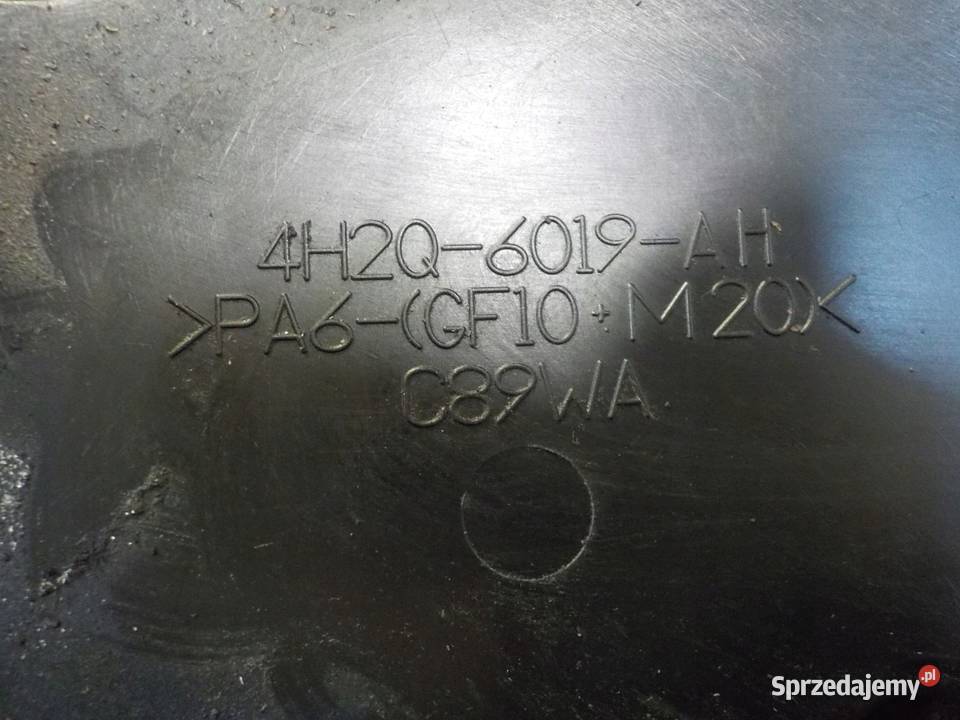 4H2Q-6019-AH
>PA6-(GF10+M20)<
C89WA
Sprzedajemy.pl